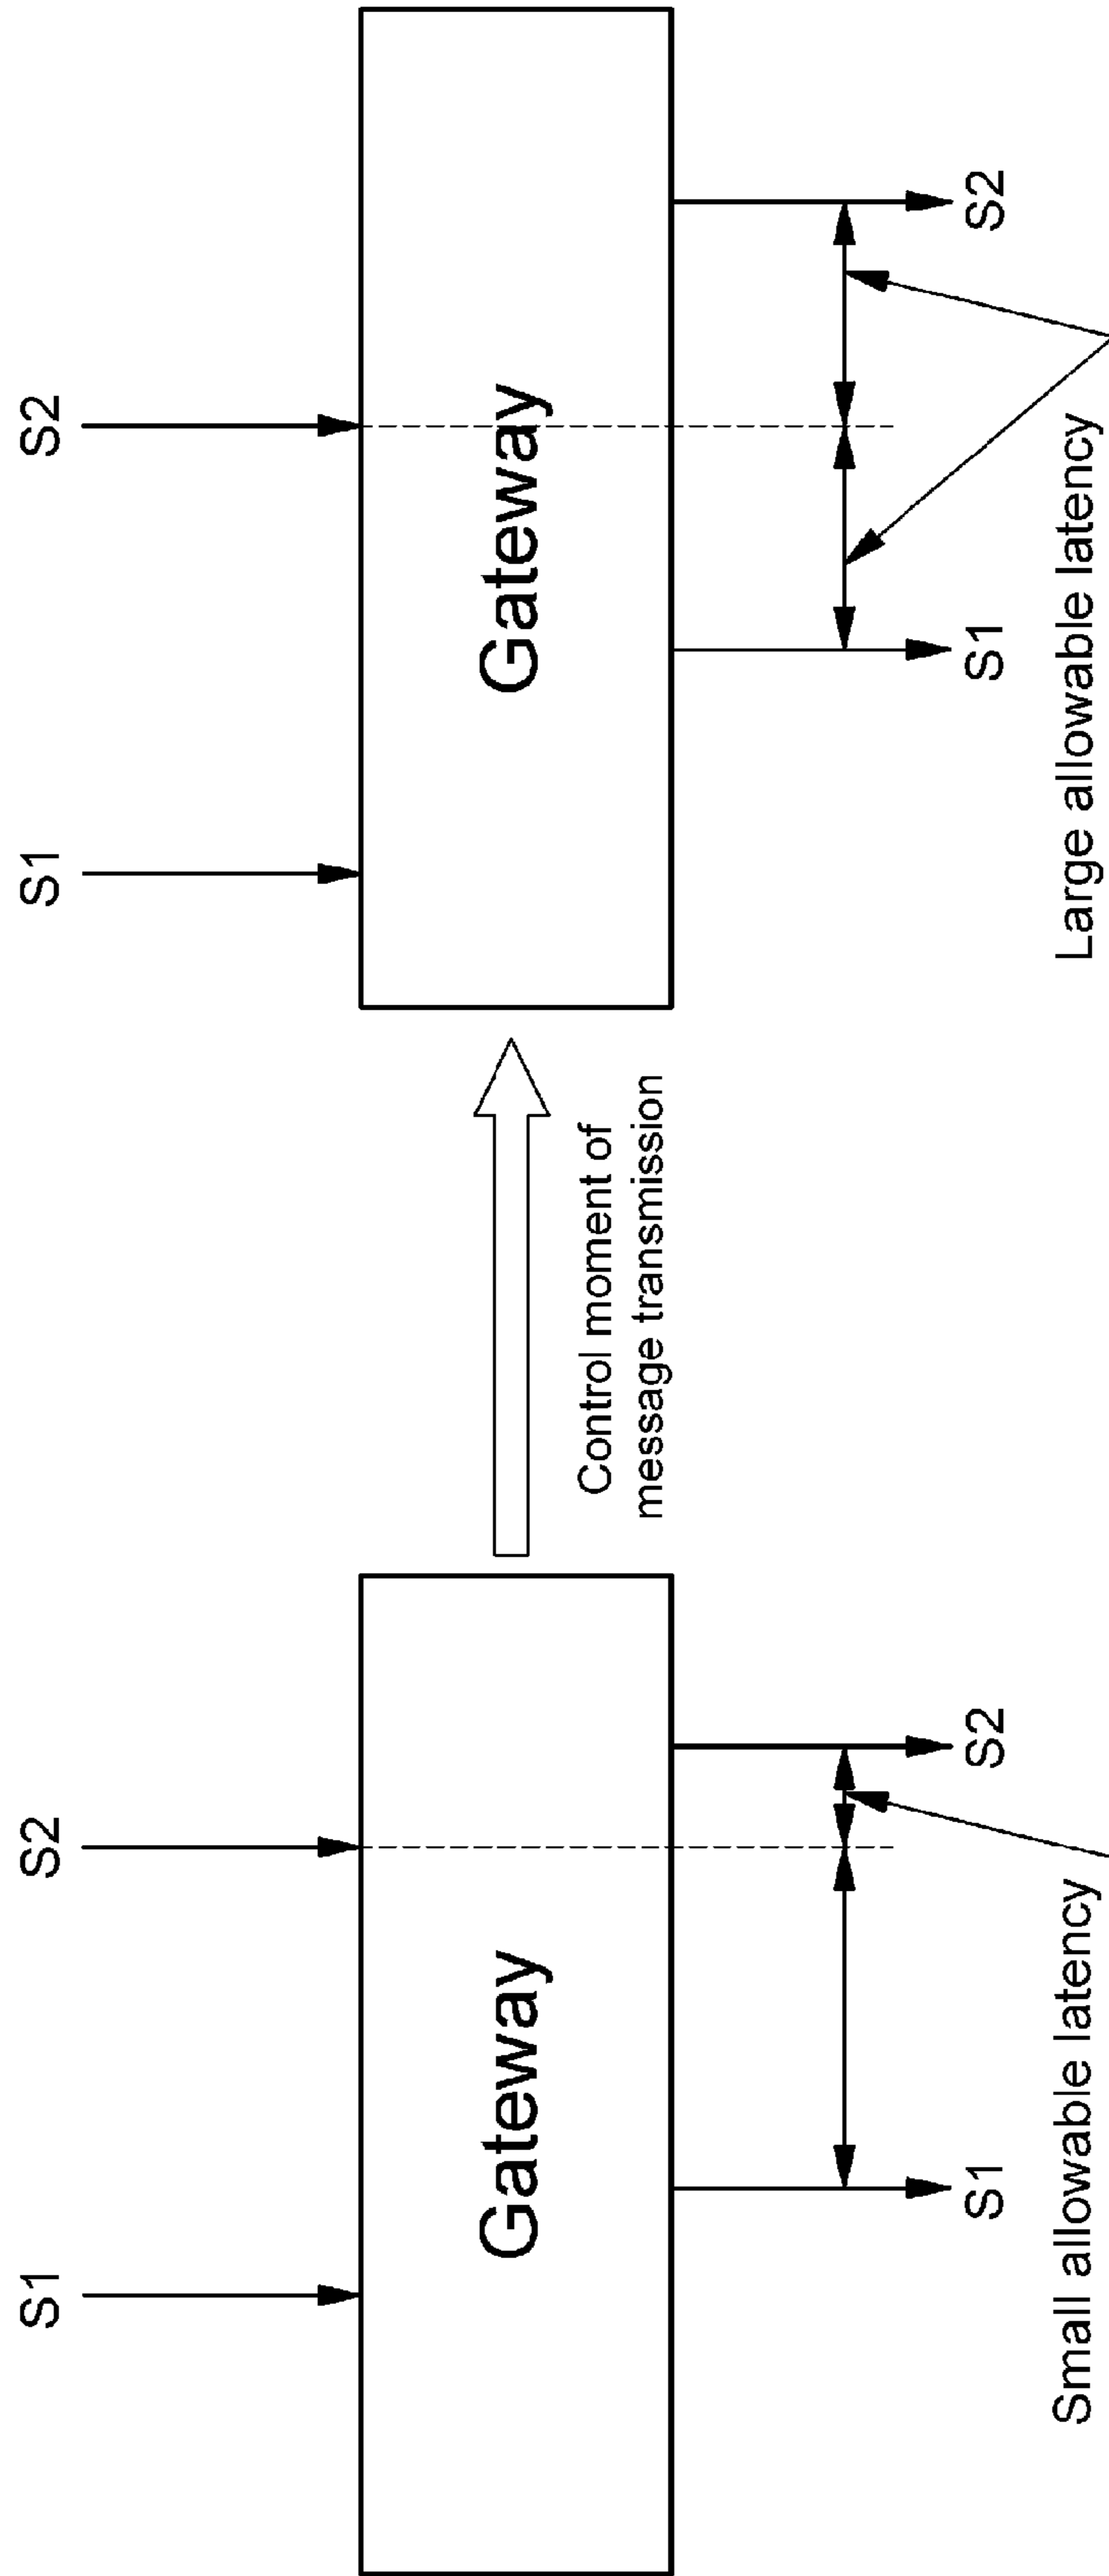 S1
S2
Gateway
S1
S2
Small allowable latency
Control moment of
message transmission
S1
S2
Gateway
S1
S2
Large allowable latency